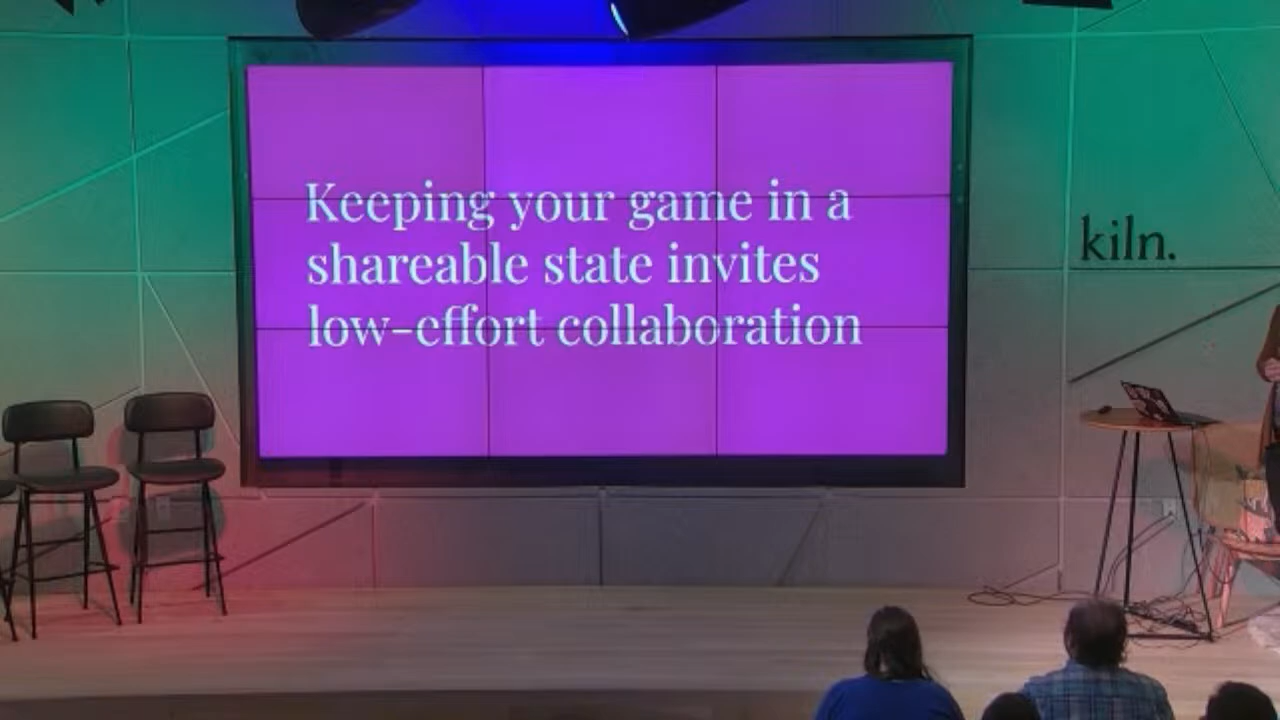 Keeping your game in a
shareable state invites
low-effort collaboration
kiln.